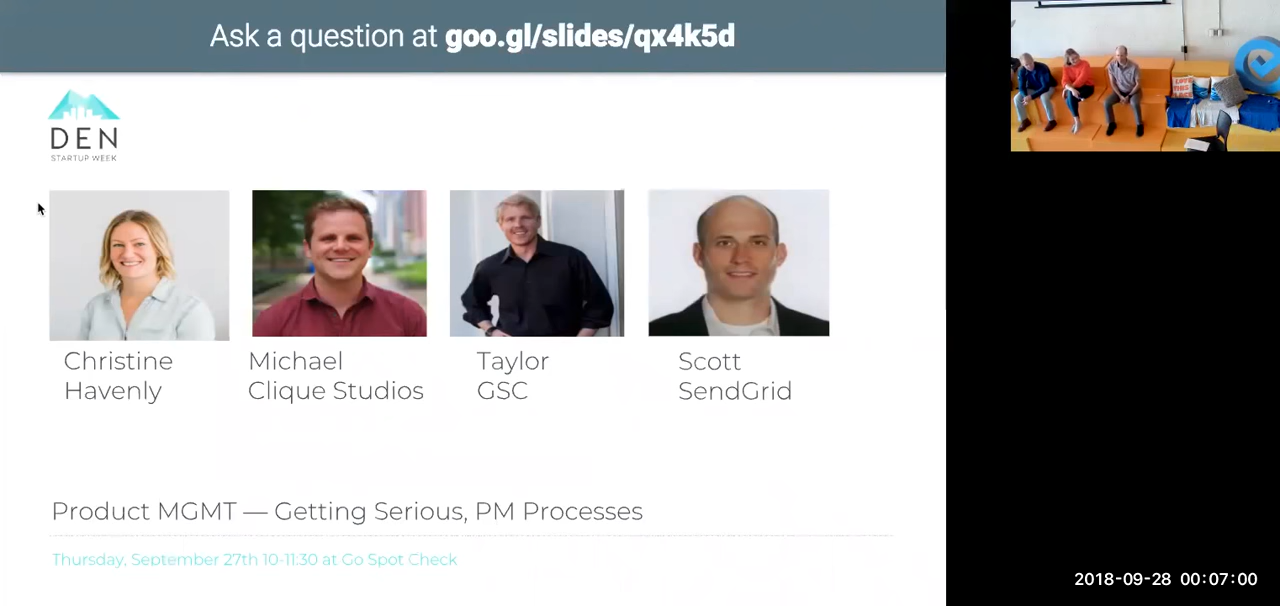 Ask a question at goo.gl/slides/qx4k5d
DEN
STARTUP WEEK
Christine
Havenly
Michael
Clique Studios
Taylor
GSC
Scott
SendGrid
Product MGMT — Getting Serious, PM Processes
Thursday, September 27th 10-11:30 at Go Spot Check
2018-09-28 00:07:00